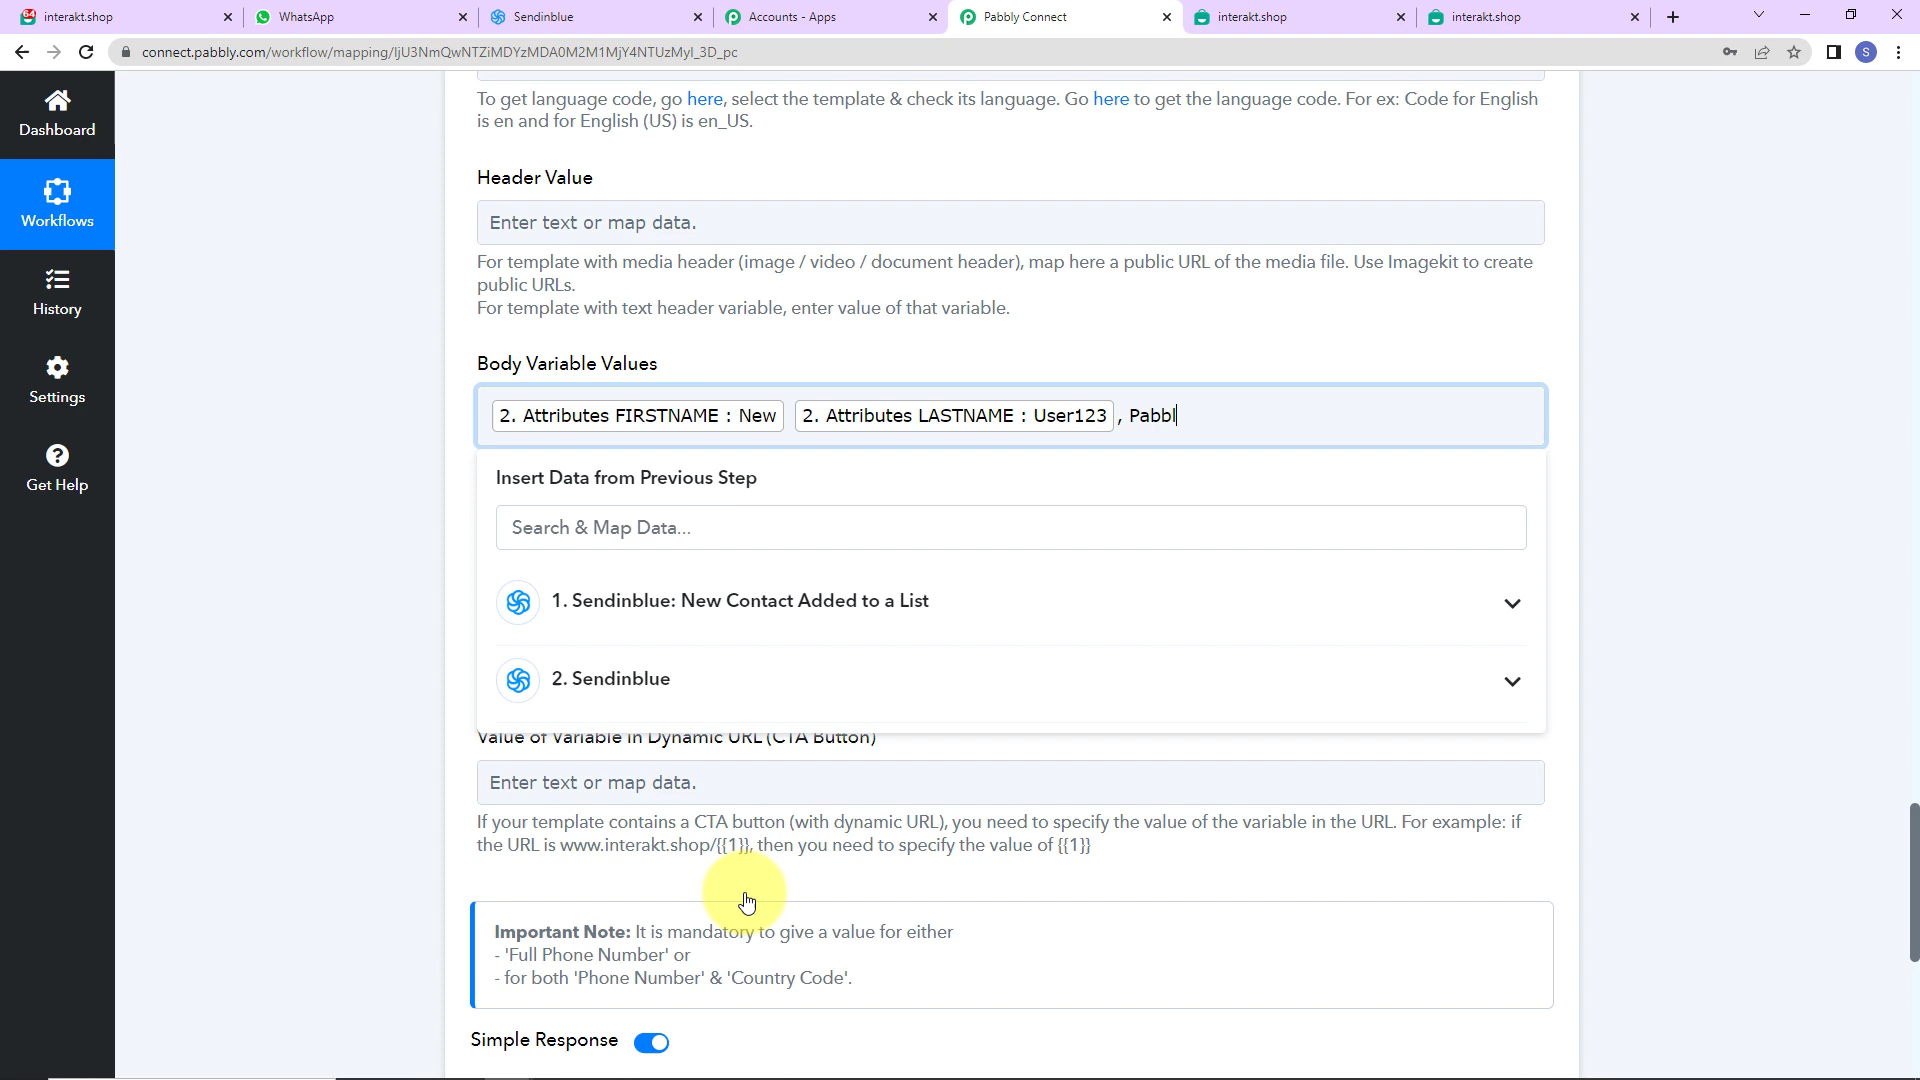 interakt.shop
WhatsApp
Sendinblue
Accounts - Apps
Pabbly Connect
interakt.shop
interakt.shop
connect.pabbly.com/workflow/mapping/IjU3NmQwNTZiMDYzMDA0M2M1MjY4NTUzMyI_3D_pc
S
Dashboard
Workflows
History
Settings
Get Help
To get language code, go here, select the template & check its language. Go here to get the language code. For ex: Code for English
is en and for English (US) is en_US.
Header Value
Enter text or map data.
For template with media header (image / video / document header), map here a public URL of the media file. Use Imagekit to create
public URLs.
For template with text header variable, enter value of that variable.
Body Variable Values
2. Attributes FIRSTNAME : New 2. Attributes LASTNAME : User123 , Pabbl
Insert Data from Previous Step
Search & Map Data...
1. Sendinblue: New Contact Added to a List
2. Sendinblue
Value of Variable in Dynamic URL (CTA Button)
Enter text or map data.
If your template contains a CTA button (with dynamic URL), you need to specify the value of the variable in the URL. For example: if
the URL is www.interakt.shop/{{1}}, then you need to specify the value of {{1}}
Important Note: It is mandatory to give a value for either
- 'Full Phone Number' or
- for both 'Phone Number' & 'Country Code'.
Simple Response